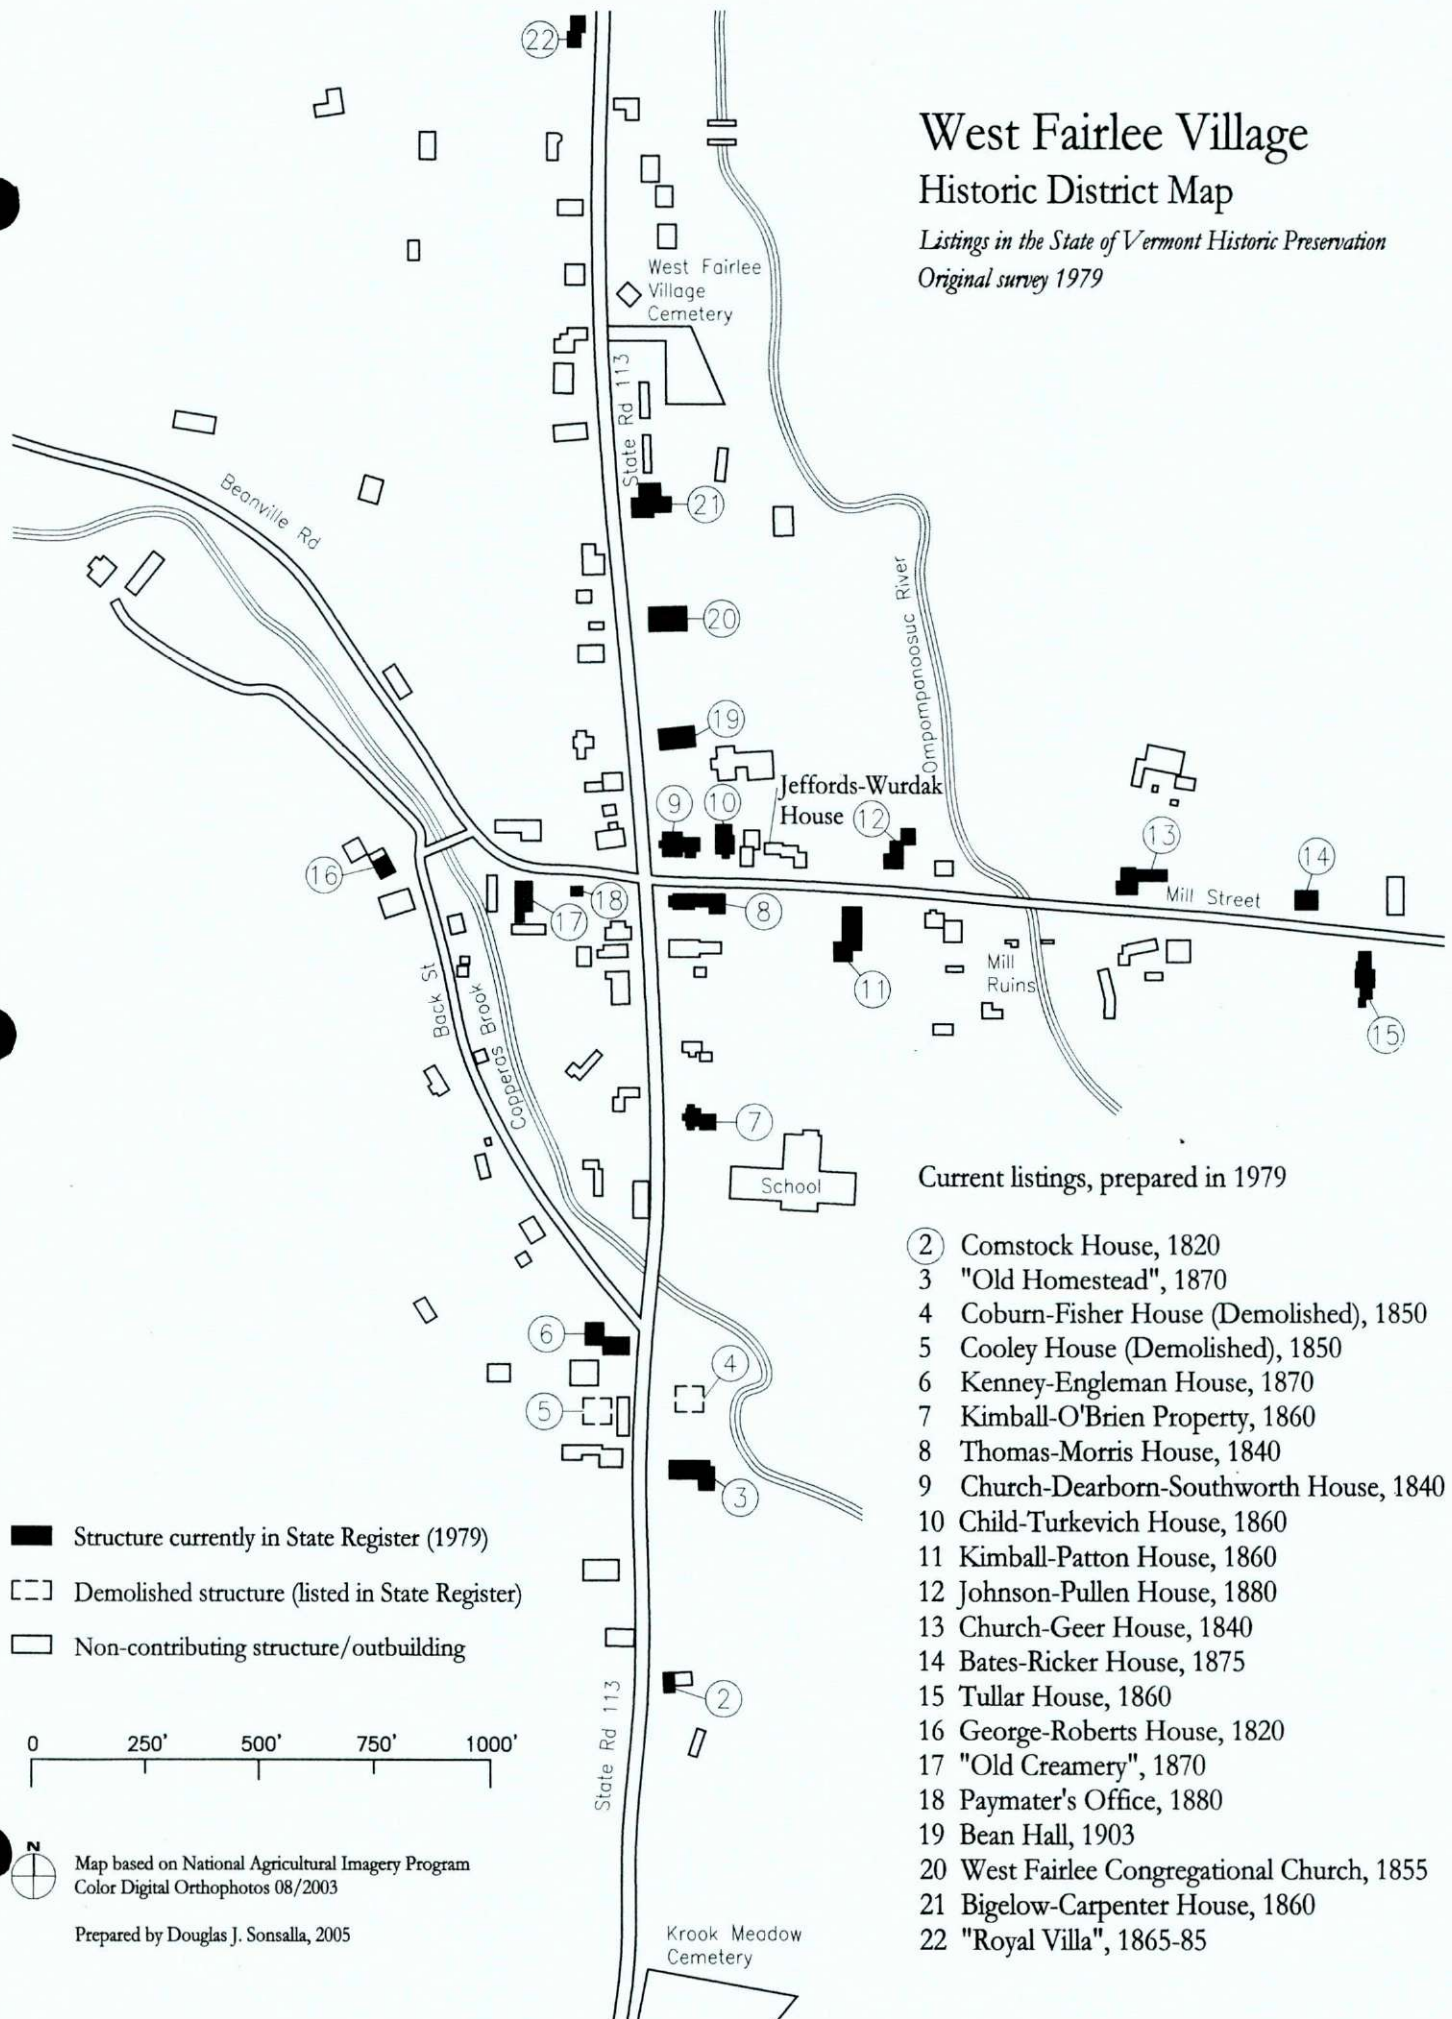 West Fairlee Village
Historic District Map
Listings in the State of Vermont Historic Preservation
Original survey 1979
22
West Fairlee
Village
Cemetery
State Rd 113
Beanville Rd
21
20
Ompompanoosuc River
19
Jeffords-Wurdak
House
9
10
12
13
14
16
17
18
8
11
Mill Street
Mill
Ruins
15
Back St
Copperas Brook
7
School
6
4
5
3
2
State Rd 113
Krook Meadow
Cemetery
Current listings, prepared in 1979
2 Comstock House, 1820
3 "Old Homestead", 1870
4 Coburn-Fisher House (Demolished), 1850
5 Cooley House (Demolished), 1850
6 Kenney-Engleman House, 1870
7 Kimball-O'Brien Property, 1860
8 Thomas-Morris House, 1840
9 Church-Dearborn-Southworth House, 1840
10 Child-Turkevich House, 1860
11 Kimball-Patton House, 1860
12 Johnson-Pullen House, 1880
13 Church-Geer House, 1840
14 Bates-Ricker House, 1875
15 Tullar House, 1860
16 George-Roberts House, 1820
17 "Old Creamery", 1870
18 Paymater's Office, 1880
19 Bean Hall, 1903
20 West Fairlee Congregational Church, 1855
21 Bigelow-Carpenter House, 1860
22 "Royal Villa", 1865-85
Structure currently in State Register (1979)
Demolished structure (listed in State Register)
Non-contributing structure/outbuilding
0 250' 500' 750' 1000'
N
Map based on National Agricultural Imagery Program
Color Digital Orthophotos 08/2003
Prepared by Douglas J. Sonsalla, 2005